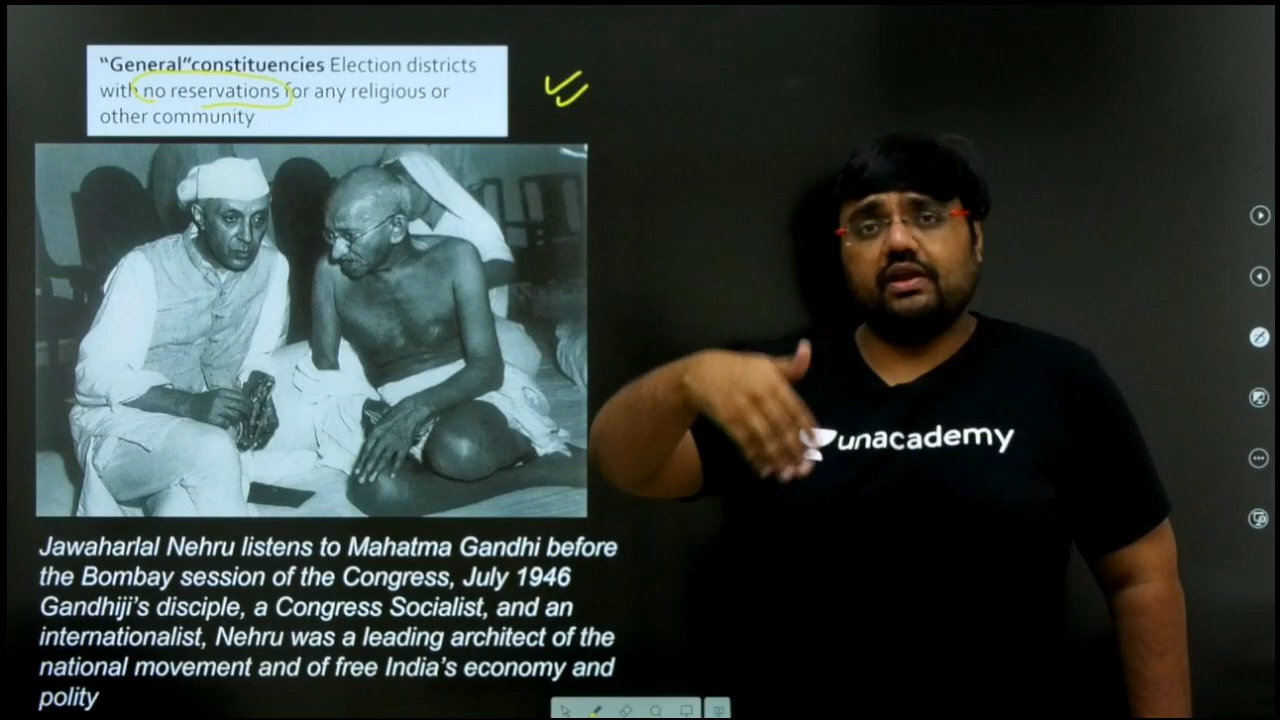 “General”constituencies Election districts
with no reservations for any religious or
other community
unacademy
Jawaharlal Nehru listens to Mahatma Gandhi before
the Bombay session of the Congress, July 1946
Gandhiji’s disciple, a Congress Socialist, and an
internationalist, Nehru was a leading architect of the
national movement and of free India’s economy and
polity